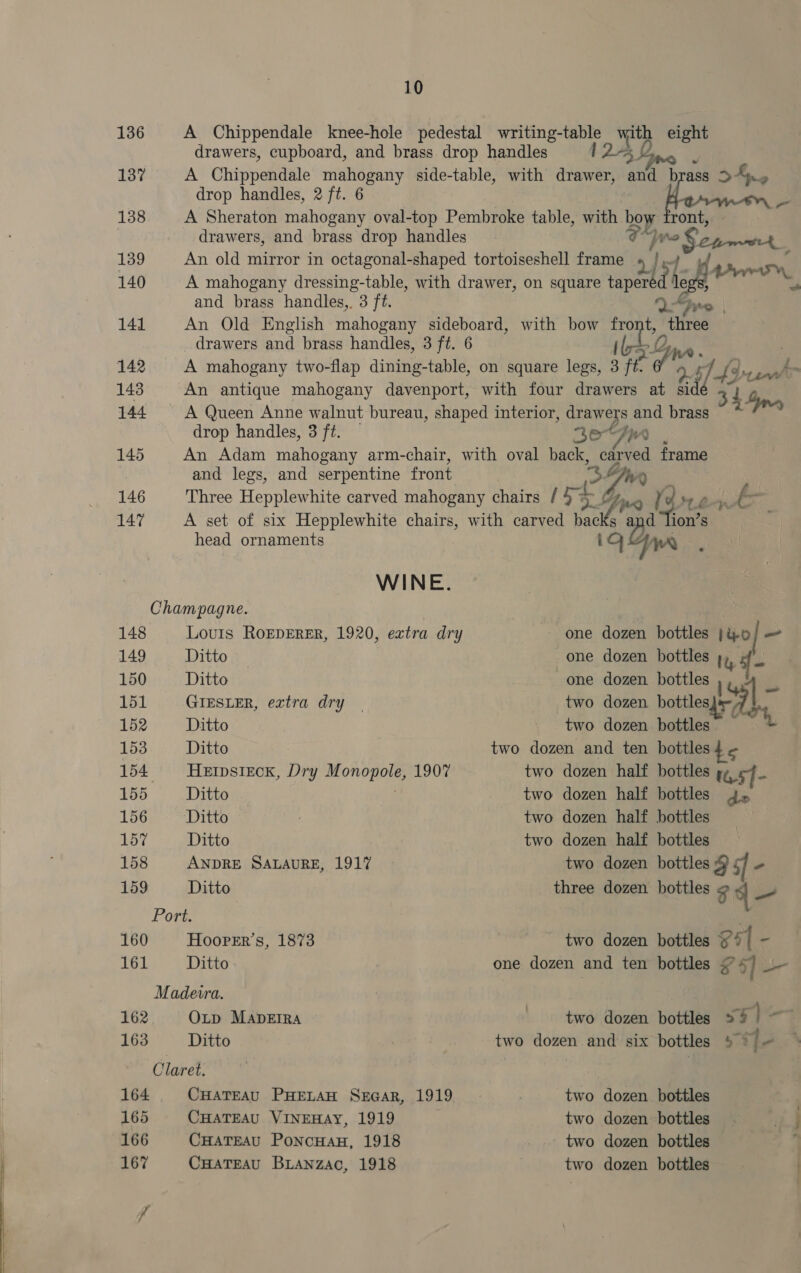 10
136 A Chippendale knee-hole pedestal writing-table with eight
drawers, cupboard, and brass drop handles
137 A Chippendale mahogany side-table, with drawer, and brass
drop handles, 2 ft. 6
138 A Sheraton mahogany oval-top Pembroke table, with bow front,
drawers, and brass drop handles
139 An old mirror in octagonal-shaped tortoiseshell frame
140 A mahogany dressing-table, with drawer, on square tapered legs,
and brass handles, 3 ft.
141 An Old English mahogany sideboard, with bow front, three
drawers and brass handles, 3 ft. 6
142 A mahogany two-flap dining-table, on square legs, 3 ft. 6
143 An antique mahogany davenport, with four drawers at side
144 A Queen Anne walnut bureau, shaped interior, drawers and brass
drop handles, 3 ft.
145 An Adam mahogany arm-chair, with oval back, carved frame
and legs, and serpentine front
146 Three Hepplewhite carved mahogany chairs
147 A set of six Hepplewhite chairs, with carved backs and lion's
head ornaments
WINE.
Champagne.
148 LOUIS ROEDERER, 1920, extra dry one dozen bottles
149 Ditto one dozen bottles
150 Ditto one dozen bottles
151 GIESLER, extra dry two dozen bottles
152 Ditto two dozen bottles
153 Ditto two dozen and ten bottles
154 HEIDSIECK, Dry Monopole, 1907 two dozen half bottles
155 Ditto two dozen half bottles
156 Ditto two dozen half bottles
157 Ditto two dozen half bottles
158 ANDRE SALAURE, 1917 two dozen bottles
159 Ditto three dozen bottles
Port.
160 HOOPER'S, 1873 two dozen bottles
161 Ditto one dozen and ten bottles
Madeira.
162 OLD MADEIRA two dozen bottles
163 Ditto two dozen and six bottles
Claret.
164 CHATEAU PHELAH SEGAR, 1919 two dozen bottles
165 CHATEAU VINEHAY, 1919 two dozen bottles
166 CHATEAU PONCHAH, 1918 two dozen bottles
167 CHATEAU BLANZAC, 1918 two dozen bottles